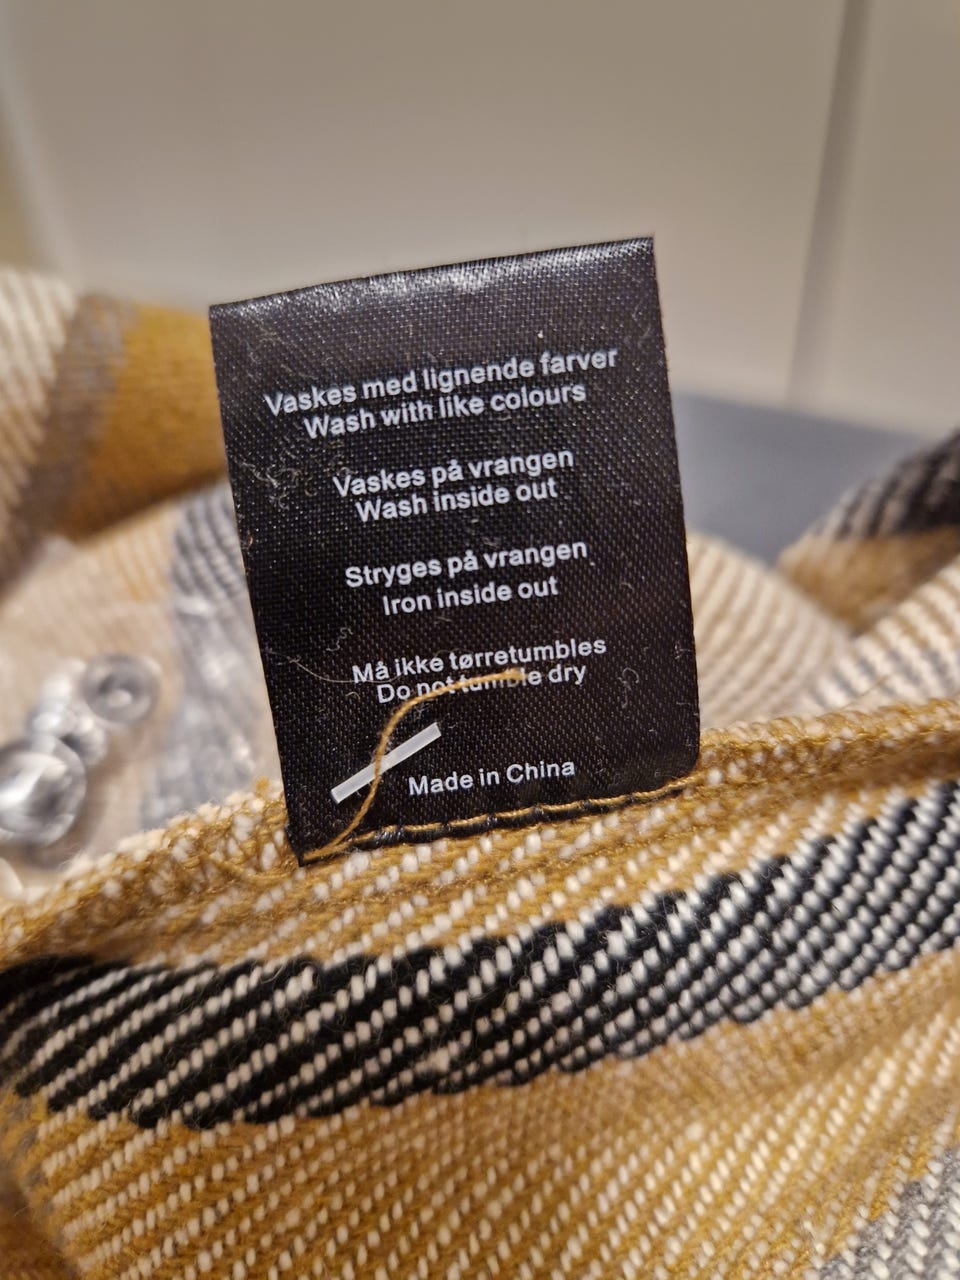 Vaskes med lignende farver
Wash with like colours
Vaskes på vrangen
Wash inside out
Stryges på vrangen
Iron inside out
Må ikke tørretumbles
Do not tumble dry
Made in China